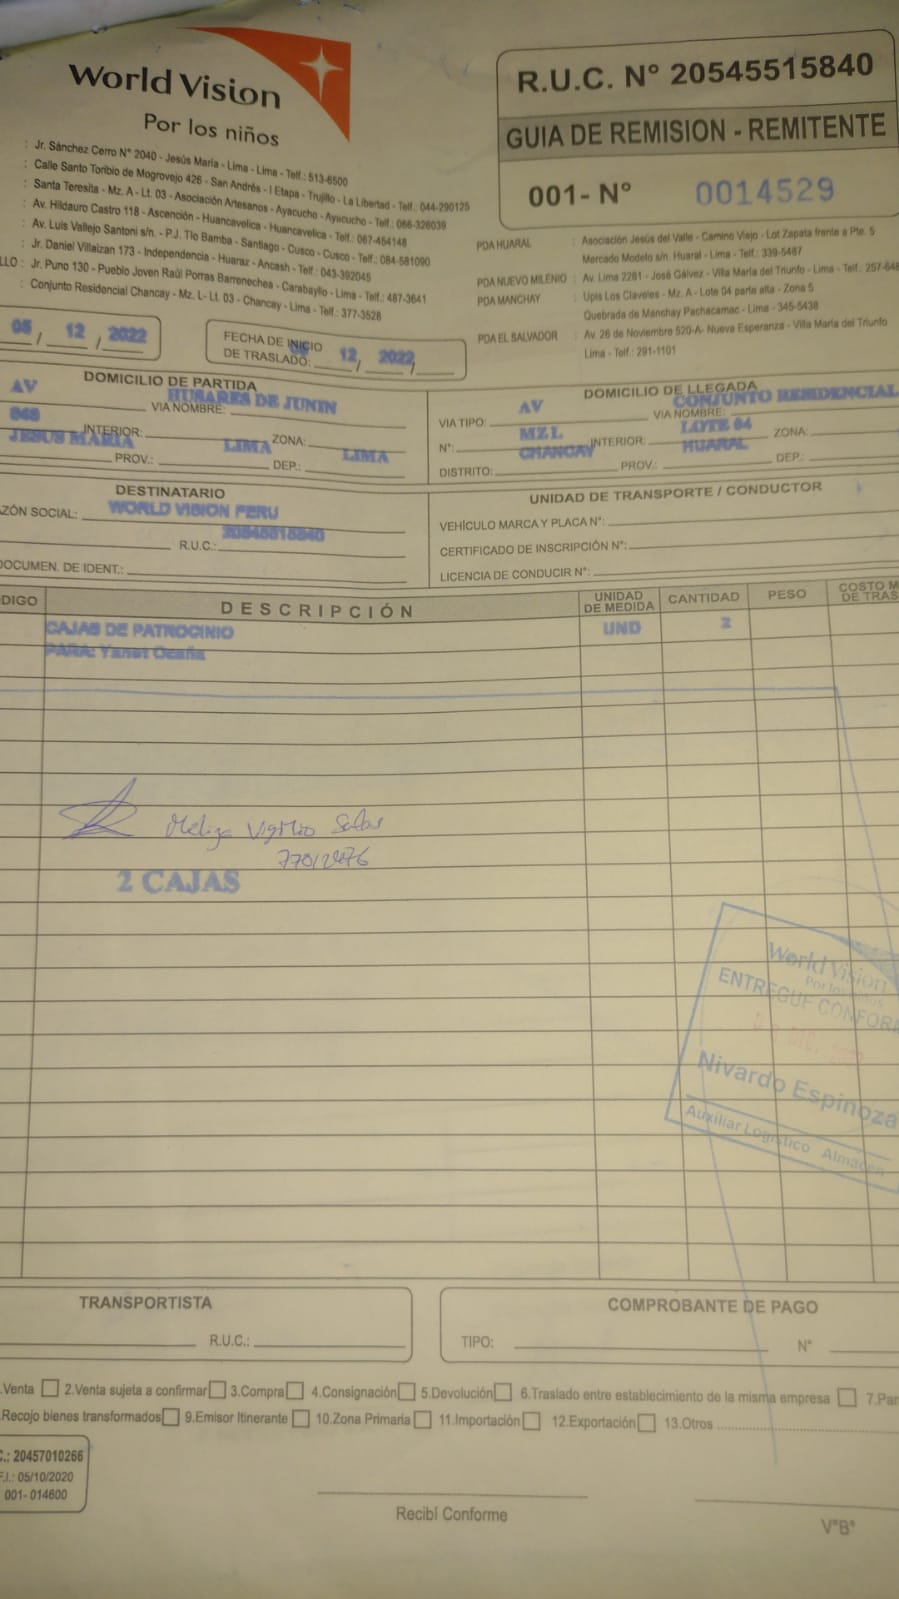 World Vision
Por los niños
R.U.C. N° 20545515840
GUIA DE REMISION - REMITENTE
001- N° 0014529
: Jr. Sánchez Cerro N° 2040 - Jesús María - Lima - Lima - Telf.: 513-6500
: Calle Santo Toribio de Mogrovejo 426 - San Andrés - I Etapa - Trujillo - La Libertad - Telf.: 044-290125
: Santa Teresita - Mz. A - Lt. 03 - Asociación Artesanos - Ayacucho - Ayacucho - Telf.: 066-326039
: Av. Hildauro Castro 118 - Ascención - Huancavelica - Huancavelica - Telf.: 067-454148
: Av. Luis Vallejo Santoni s/n. - P.J. Tío Bamba - Santiago - Cusco - Cusco - Telf.: 084-581090
: Jr. Daniel Villaizan 173 - Independencia - Huaraz - Ancash - Telf.: 043-392045
LLO : Jr. Puno 130 - Pueblo Joven Raúl Porras Barrenechea - Carabayllo - Lima - Telf.: 487-3641
: Conjunto Residencial Chancay - Mz. L- Lt. 03 - Chancay - Lima - Telf.: 377-3528
PDA HUARAL : Asociación Jesús del Valle - Camino Viejo - Lot Zapata frente a Pte. 5
Mercado Modelo s/n. Huaral - Lima - Telf.: 339-5487
PDA NUEVO MILENIO : Av. Lima 2261 - José Gálvez - Villa María del Triunfo - Lima - Telf.: 257-648
PDA MANCHAY : Upis Los Claveles - Mz. A - Lote 04 parte alta - Zona 5
Quebrada de Manchay Pachacamac - Lima - 345-5438
PDA EL SALVADOR : Av. 26 de Noviembre 520-A- Nueva Esperanza - Villa María del Triunfo
Lima - Telf.: 291-1101
05 / 12 / 2022
FECHA DE INICIO
DE TRASLADO: 12 / 2022
DOMICILIO DE PARTIDA
AV VIA NOMBRE: HUSARES DE JUNIN
INTERIOR: ZONA:
JESUS MARIA PROV.: LIMA DEP.: LIMA
DOMICILIO DE LLEGADA
VIA TIPO: AV VIA NOMBRE: CONJUNTO RESIDENCIAL
N°: MZ L INTERIOR: LOTE 04 ZONA:
DISTRITO: CHANCAY PROV.: HUARAL DEP.:
DESTINATARIO
AZÓN SOCIAL: WORLD VISION PERU
R.U.C.: 20545515840
DOCUMEN. DE IDENT.:
UNIDAD DE TRANSPORTE / CONDUCTOR
VEHÍCULO MARCA Y PLACA N°:
CERTIFICADO DE INSCRIPCIÓN N°:
LICENCIA DE CONDUCIR N°:
DIGO DESCRIPCIÓN UNIDAD DE MEDIDA CANTIDAD PESO COSTO M DE TRAS
CAJAS DE PATROCINIO UND 2
PARA: Yanet Ocaña
Vigilio Salas
77012476
2 CAJAS
World Vision
Por los niños
ENTREGUE CONFOR
DIC.
Nivardo Espinoza
Auxiliar Logístico Almacén
TRANSPORTISTA
R.U.C.:
COMPROBANTE DE PAGO
TIPO: N°
.Venta 2.Venta sujeta a confirmar 3.Compra 4.Consignación 5.Devolución 6.Traslado entre establecimiento de la misma empresa 7.Par
.Recojo bienes transformados 9.Emisor Itinerante 10.Zona Primaria 11.Importación 12.Exportación 13.Otros
C.: 20457010266
F.I.: 05/10/2020
001- 014600
Recibí Conforme
V°B°